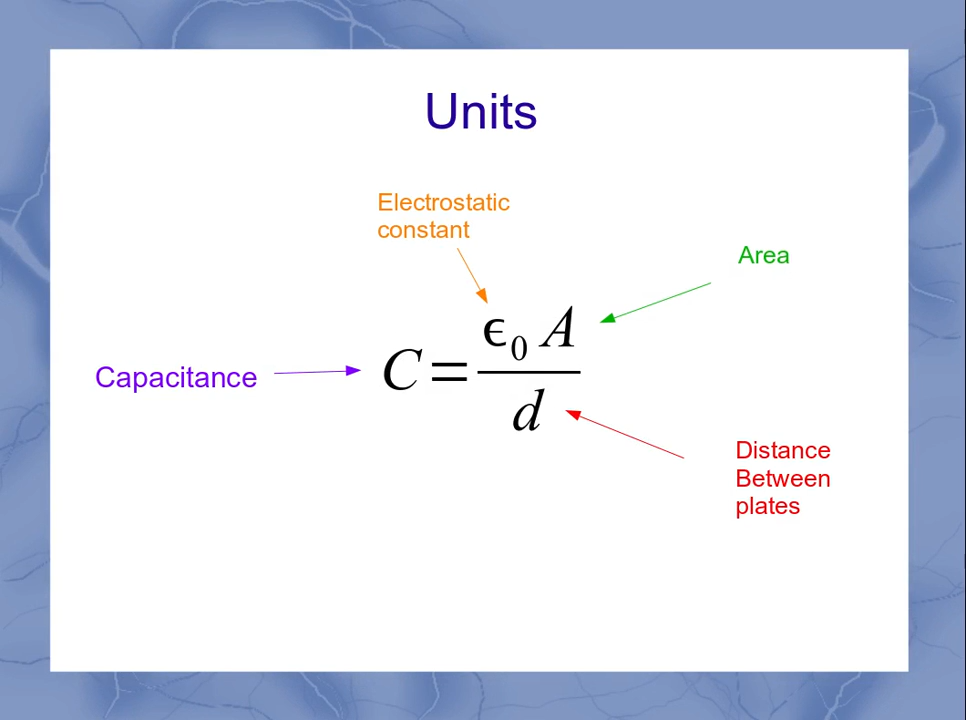 Units
Electrostatic
constant
Area
Capacitance
C = ϵ₀ A / d
Distance
Between
plates